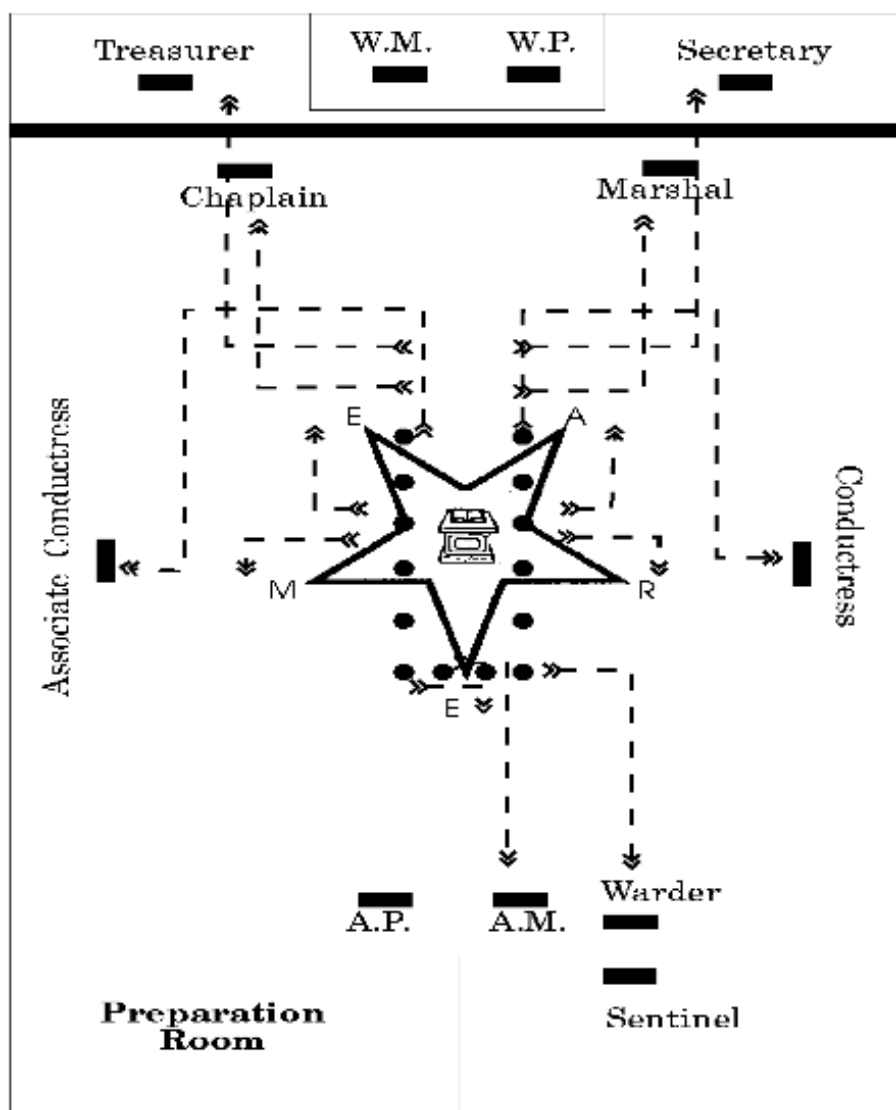 Treasurer
W.M.
W.P.
Secretary
Chaplain
Marshal
E
A
Associate Conductress
Conductress
M
R
E
A.P.
A.M.
Warder
Preparation
Room
Sentinel